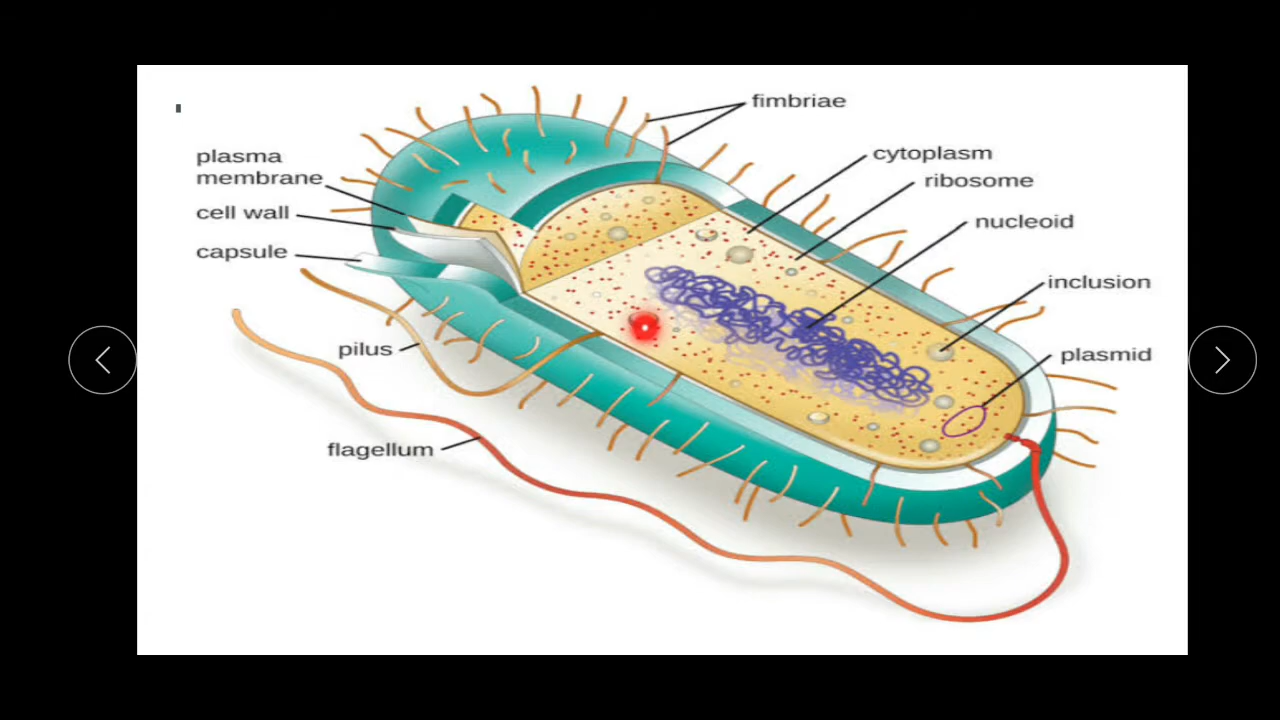 fimbriae
plasma
membrane
cytoplasm
ribosome
cell wall
nucleoid
capsule
inclusion
pilus
plasmid
flagellum